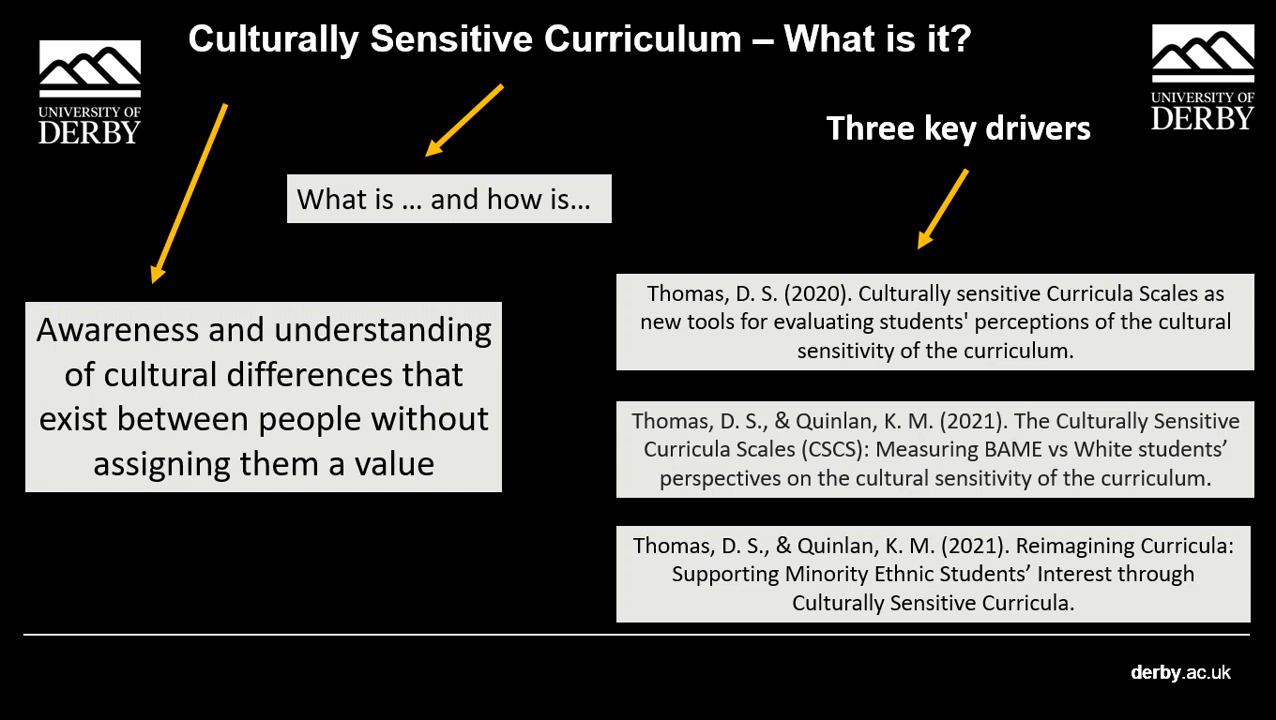 Culturally Sensitive Curriculum – What is it?
UNIVERSITY OF
DERBY
UNIVERSITY OF
DERBY
Three key drivers
What is ... and how is...
Awareness and understanding
of cultural differences that
exist between people without
assigning them a value
Thomas, D. S. (2020). Culturally sensitive Curricula Scales as
new tools for evaluating students' perceptions of the cultural
sensitivity of the curriculum.
Thomas, D. S., & Quinlan, K. M. (2021). The Culturally Sensitive
Curricula Scales (CSCS): Measuring BAME vs White students’
perspectives on the cultural sensitivity of the curriculum.
Thomas, D. S., & Quinlan, K. M. (2021). Reimagining Curricula:
Supporting Minority Ethnic Students’ Interest through
Culturally Sensitive Curricula.
derby.ac.uk